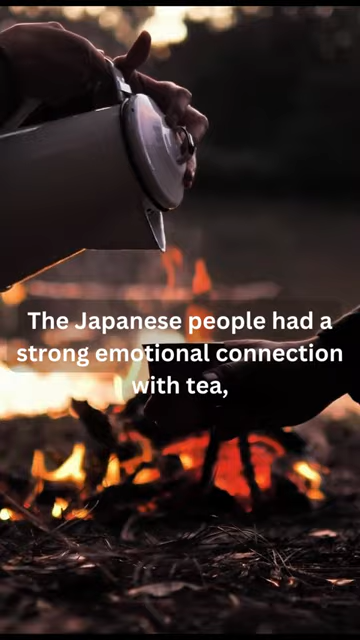 The Japanese people had a
strong emotional connection
with tea,